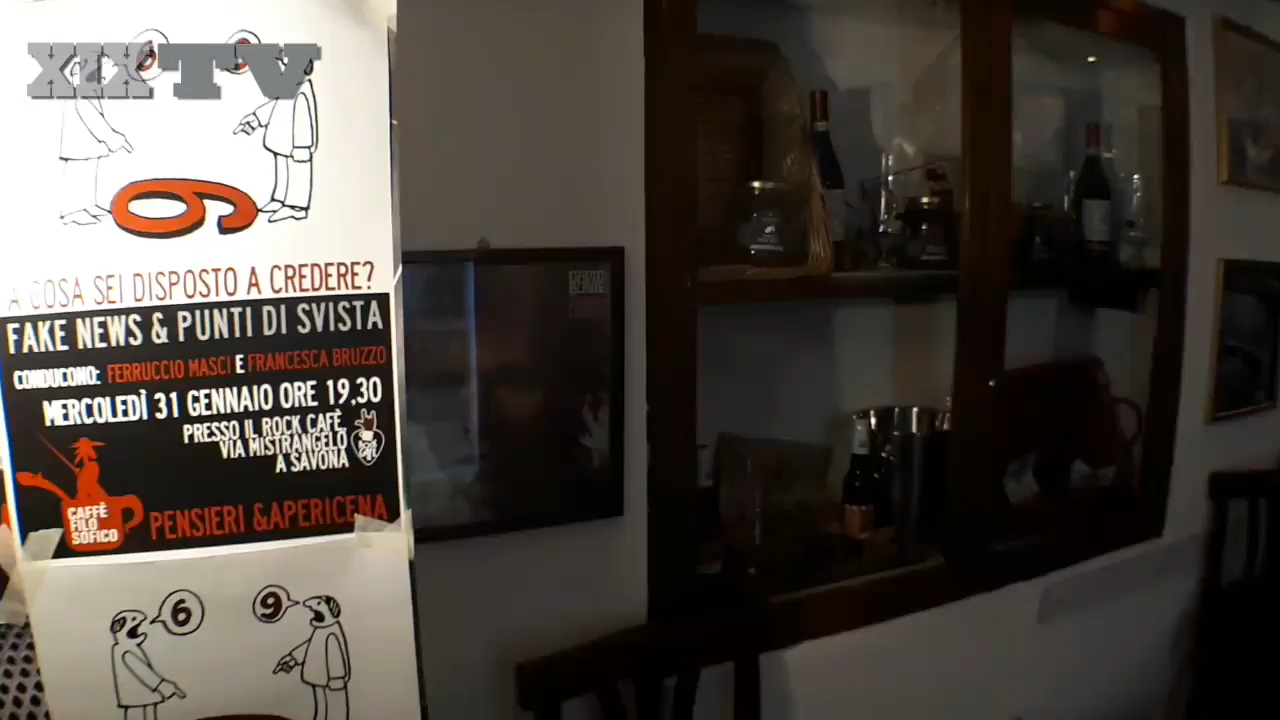 XIXTV
6
A COSA SEI DISPOSTO A CREDERE?
FAKE NEWS & PUNTI DI SVISTA
CONDUCONO: FERRUCCIO MASCI E FRANCESCA BRUZZO
MERCOLEDÌ 31 GENNAIO ORE 19,30
PRESSO IL ROCK CAFÈ
VIA MISTRANGELO
A SAVONA
CAFFÈ
FILO
SOFICO
PENSIERI &APERICENA
6 9